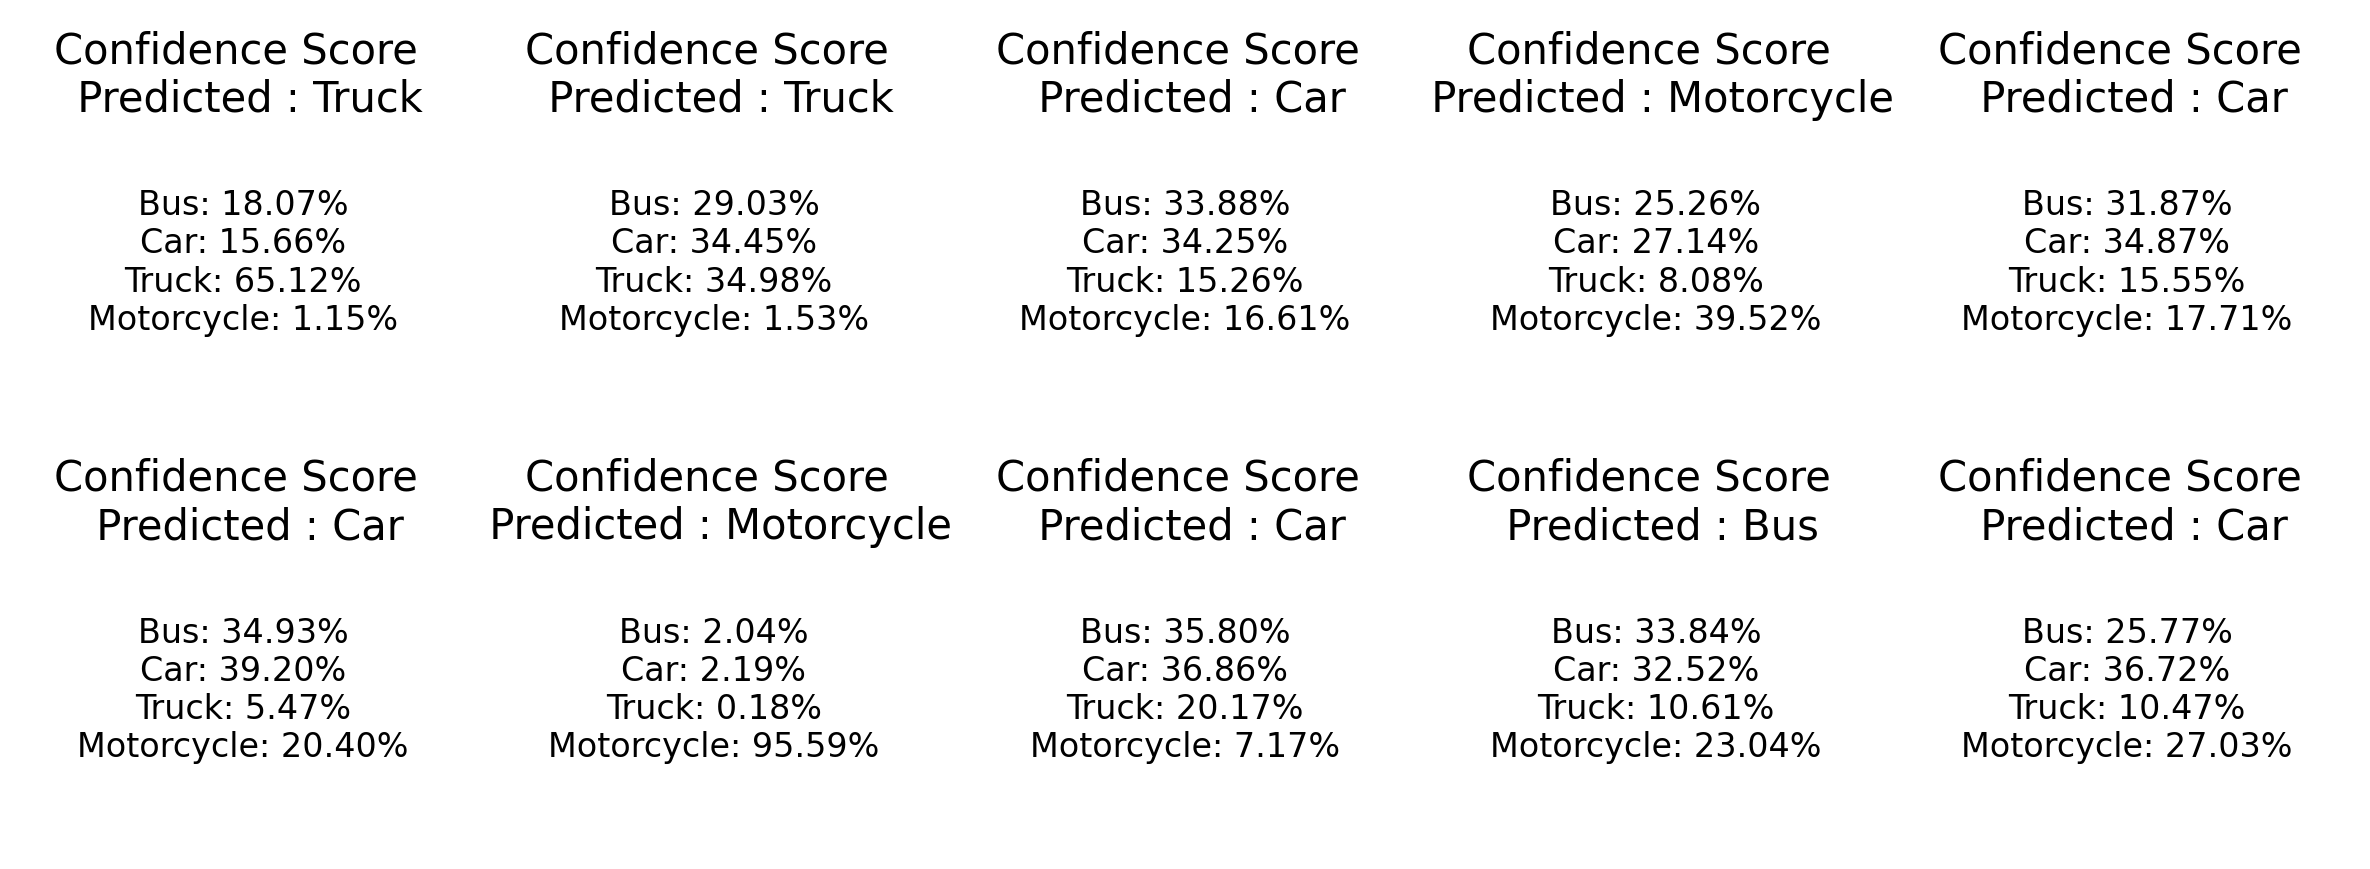 Confidence Score
Predicted : Truck
Bus: 18.07%
Car: 15.66%
Truck: 65.12%
Motorcycle: 1.15%
Confidence Score
Predicted : Truck
Bus: 29.03%
Car: 34.45%
Truck: 34.98%
Motorcycle: 1.53%
Confidence Score
Predicted : Car
Bus: 33.88%
Car: 34.25%
Truck: 15.26%
Motorcycle: 16.61%
Confidence Score
Predicted : Motorcycle
Bus: 25.26%
Car: 27.14%
Truck: 8.08%
Motorcycle: 39.52%
Confidence Score
Predicted : Car
Bus: 31.87%
Car: 34.87%
Truck: 15.55%
Motorcycle: 17.71%
Confidence Score
Predicted : Car
Bus: 34.93%
Car: 39.20%
Truck: 5.47%
Motorcycle: 20.40%
Confidence Score
Predicted : Motorcycle
Bus: 2.04%
Car: 2.19%
Truck: 0.18%
Motorcycle: 95.59%
Confidence Score
Predicted : Car
Bus: 35.80%
Car: 36.86%
Truck: 20.17%
Motorcycle: 7.17%
Confidence Score
Predicted : Bus
Bus: 33.84%
Car: 32.52%
Truck: 10.61%
Motorcycle: 23.04%
Confidence Score
Predicted : Car
Bus: 25.77%
Car: 36.72%
Truck: 10.47%
Motorcycle: 27.03%